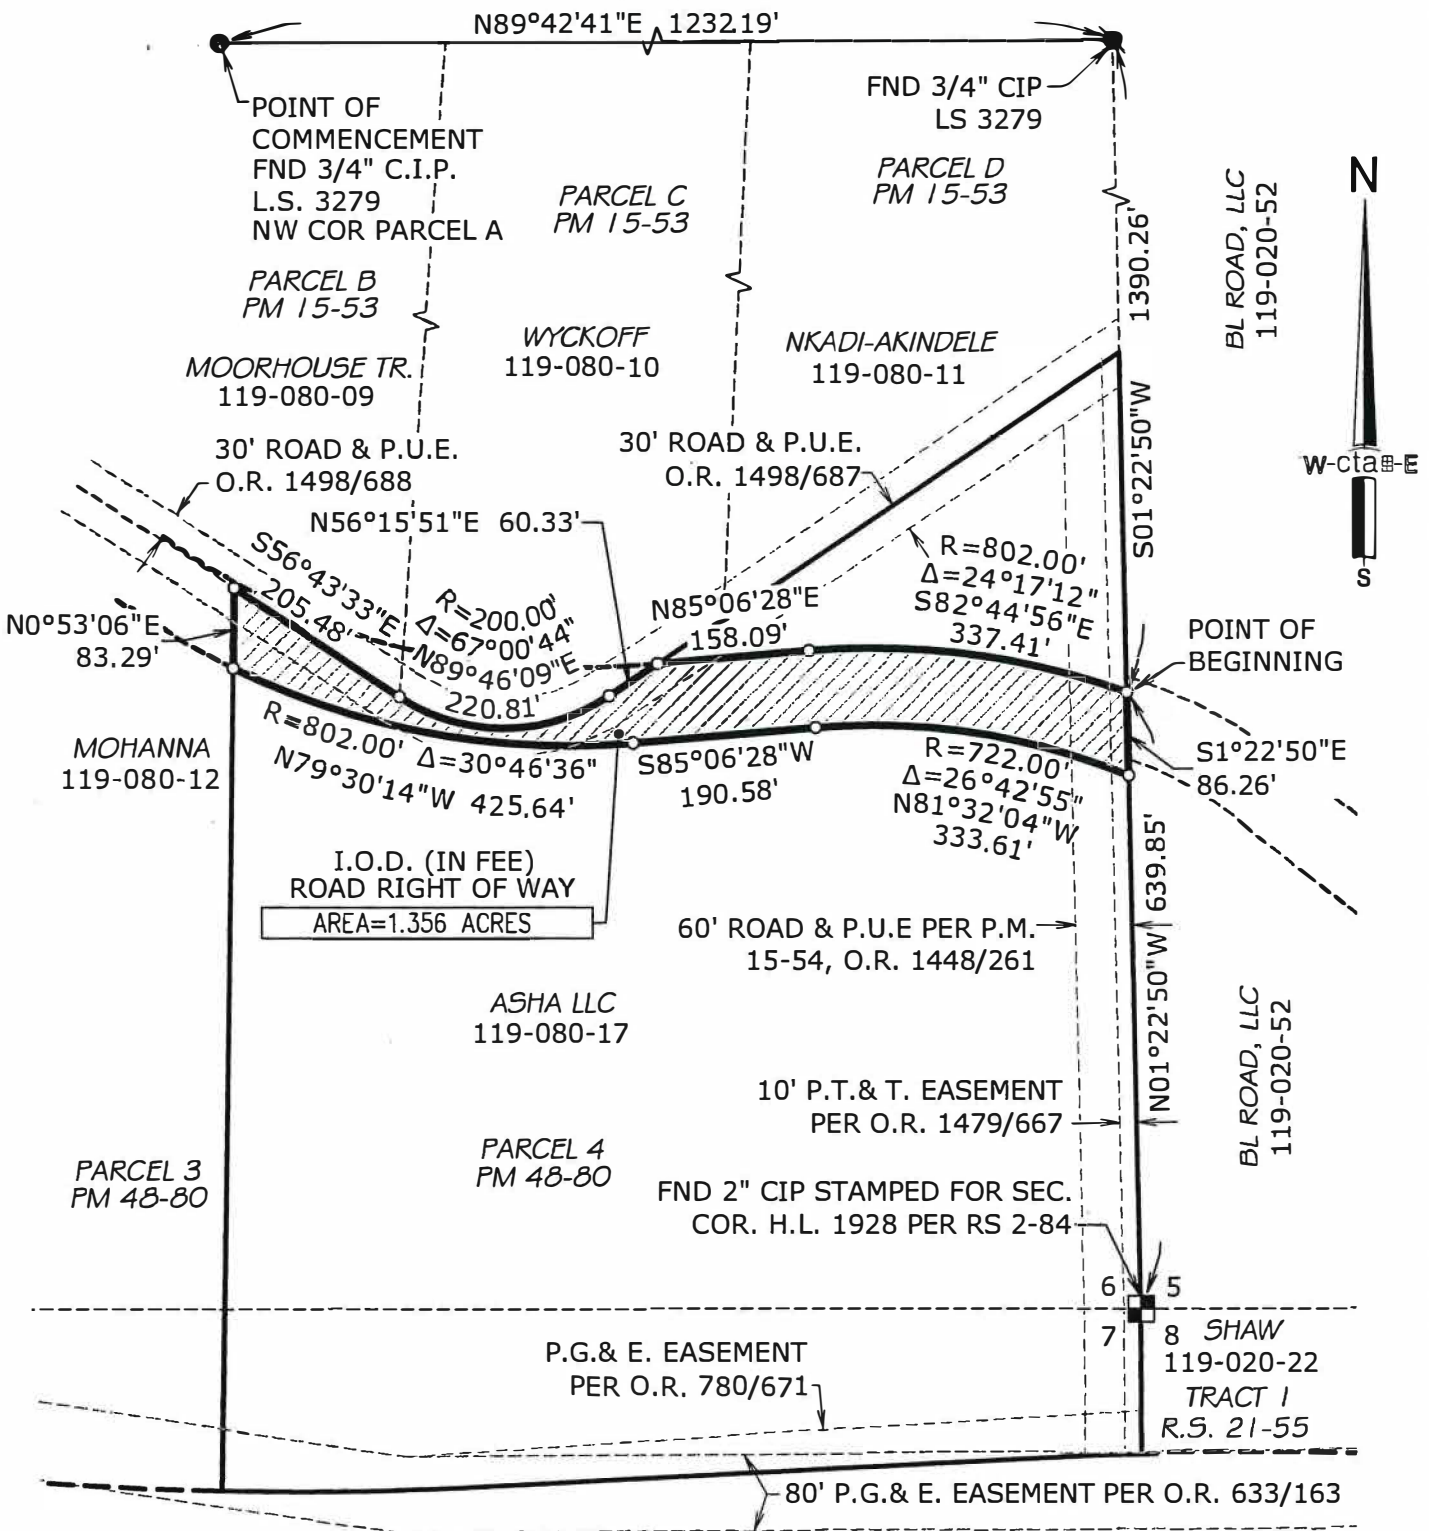 N89°42'41"E 1232.19'
POINT OF
COMMENCEMENT
FND 3/4" C.I.P.
L.S. 3279
NW COR PARCEL A
FND 3/4" CIP
LS 3279
PARCEL B
PM 15-53
PARCEL C
PM 15-53
PARCEL D
PM 15-53
1390.26'
BL ROAD, LLC
119-020-52
N
W-cta⊞-E
S
MOORHOUSE TR.
119-080-09
WYCKOFF
119-080-10
NKADI-AKINDELE
119-080-11
30' ROAD & P.U.E.
O.R. 1498/688
30' ROAD & P.U.E.
O.R. 1498/687
S01°22'50"W
N56°15'51"E 60.33'
S56°43'33"E
205.48'
R=200.00'
Δ=67°00'44"
N89°46'09"E
220.81'
N85°06'28"E
158.09'
R=802.00'
Δ=24°17'12"
S82°44'56"E
337.41'
N0°53'06"E
83.29'
POINT OF
BEGINNING
MOHANNA
119-080-12
R=802.00' Δ=30°46'36"
N79°30'14"W 425.64'
S85°06'28"W
190.58'
R=722.00'
Δ=26°42'55"
N81°32'04"W
333.61'
S1°22'50"E
86.26'
I.O.D. (IN FEE)
ROAD RIGHT OF WAY
AREA=1.356 ACRES
N01°22'50"W 639.85'
60' ROAD & P.U.E PER P.M.
15-54, O.R. 1448/261
ASHA LLC
119-080-17
BL ROAD, LLC
119-020-52
10' P.T.& T. EASEMENT
PER O.R. 1479/667
PARCEL 3
PM 48-80
PARCEL 4
PM 48-80
FND 2" CIP STAMPED FOR SEC.
COR. H.L. 1928 PER RS 2-84
6 5
7 8
SHAW
119-020-22
TRACT 1
R.S. 21-55
P.G.& E. EASEMENT
PER O.R. 780/671
80' P.G.& E. EASEMENT PER O.R. 633/163